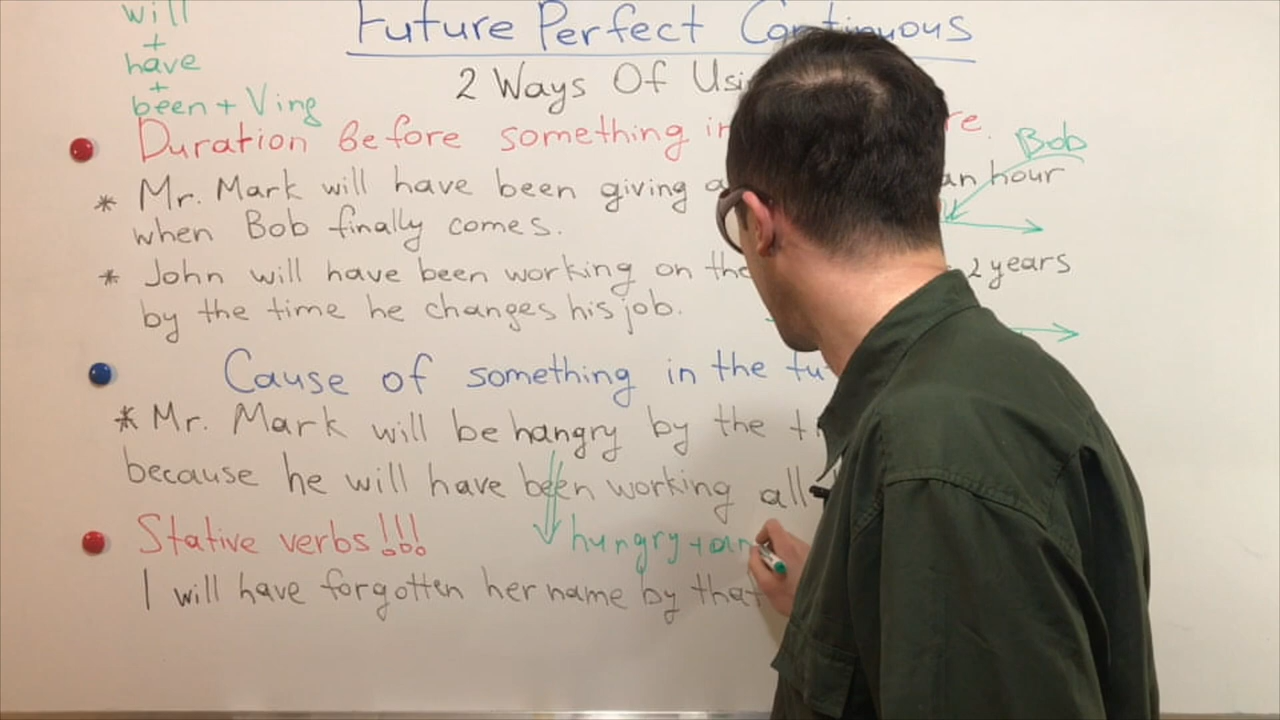 will
+
have
+
been + Ving
Future Perfect Continuous
2 Ways Of
Duration before something
Bob
* Mr. Mark will have been giving an hour
when Bob finally comes.
* John will have been working on the 2 years
by the time he changes his job.
Cause of something in the
* Mr. Mark will be hangry by the
because he will have been working all
hungry + an
Stative verbs!!!
I will have forgotten her name by that